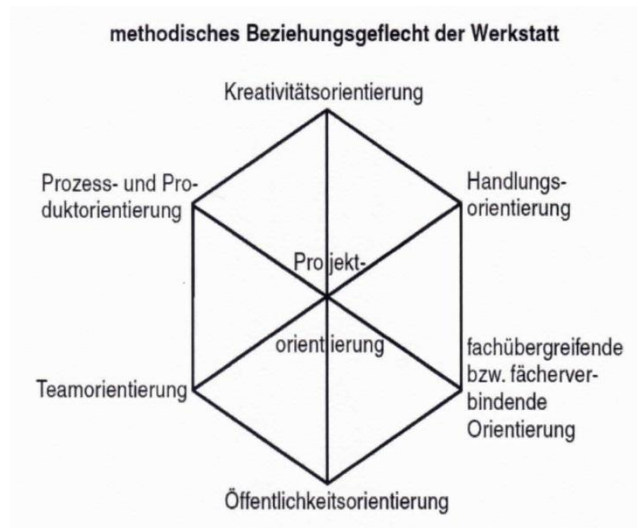 methodisches Beziehungsgeflecht der Werkstatt
Kreativitätsorientierung
Prozess- und Pro-
duktorientierung
Handlungs-
orientierung
Projekt-
orientierung
Teamorientierung
fachübergreifende
bzw. fächerver-
bindende
Orientierung
Öffentlichkeitsorientierung